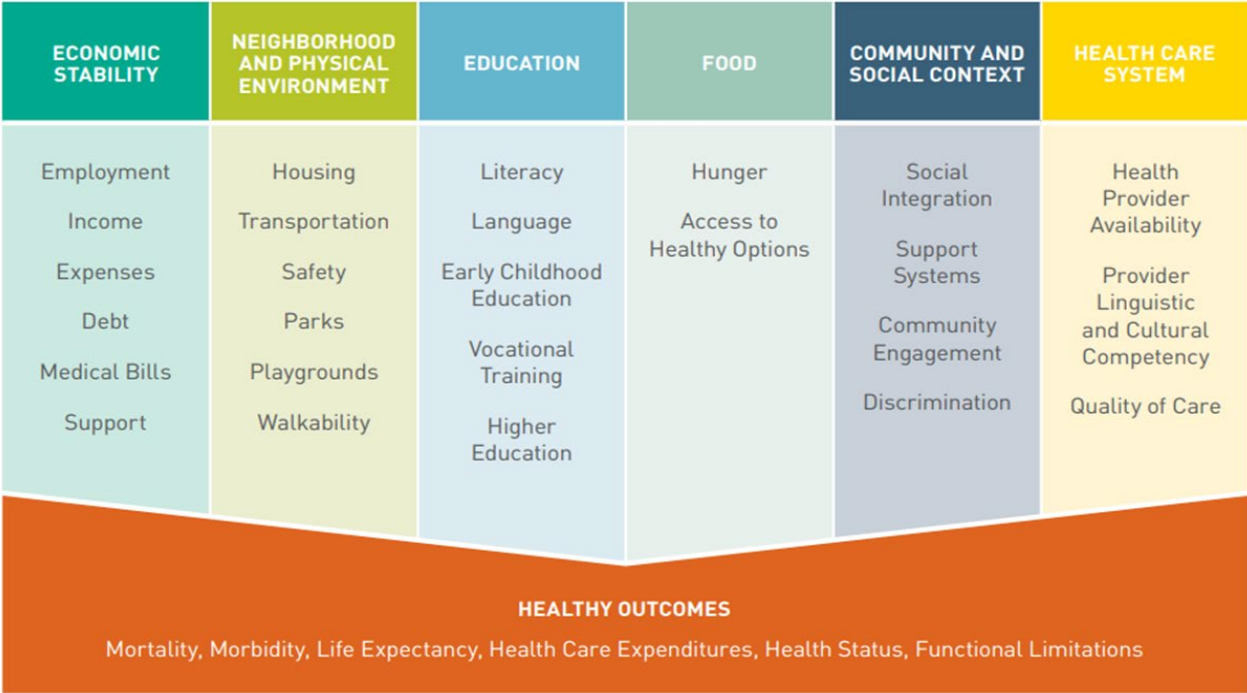 ECONOMIC
STABILITY
NEIGHBORHOOD
AND PHYSICAL
ENVIRONMENT
EDUCATION
FOOD
COMMUNITY AND
SOCIAL CONTEXT
HEALTH CARE
SYSTEM
Employment
Income
Expenses
Debt
Medical Bills
Support
Housing
Transportation
Safety
Parks
Playgrounds
Walkability
Literacy
Language
Early Childhood
Education
Vocational
Training
Higher
Education
Hunger
Access to
Healthy Options
Social
Integration
Support
Systems
Community
Engagement
Discrimination
Health
Provider
Availability
Provider
Linguistic
and Cultural
Competency
Quality of Care
HEALTHY OUTCOMES
Mortality, Morbidity, Life Expectancy, Health Care Expenditures, Health Status, Functional Limitations